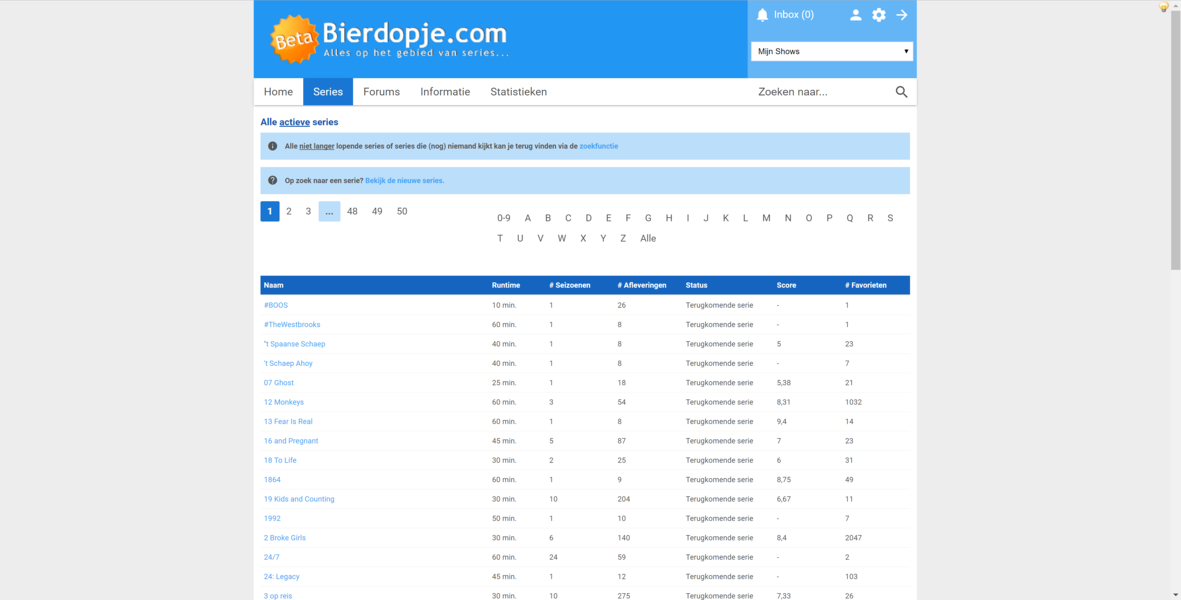 Inbox (0)
Beta
Bierdopje.com
Alles op het gebied van series...
Mijn Shows
Home Series Forums Informatie Statistieken Zoeken naar...
Alle actieve series
Alle niet langer lopende series of series die (nog) niemand kijkt kan je terug vinden via de zoekfunctie
Op zoek naar een serie? Bekijk de nieuwe series.
1 2 3 ... 48 49 50
0-9 A B C D E F G H I J K L M N O P Q R S
T U V W X Y Z Alle
Naam Runtime # Seizoenen # Afleveringen Status Score # Favorieten
#BOOS 10 min. 1 26 Terugkomende serie - 1
#TheWestbrooks 60 min. 1 8 Terugkomende serie - 1
''t Spaanse Schaep 40 min. 1 8 Terugkomende serie 5 23
't Schaep Ahoy 40 min. 1 8 Terugkomende serie - 7
07 Ghost 25 min. 1 18 Terugkomende serie 5,38 21
12 Monkeys 60 min. 3 54 Terugkomende serie 8,31 1032
13 Fear Is Real 60 min. 1 8 Terugkomende serie 9,4 14
16 and Pregnant 45 min. 5 87 Terugkomende serie 7 23
18 To Life 30 min. 2 25 Terugkomende serie 6 31
1864 60 min. 1 9 Terugkomende serie 8,75 49
19 Kids and Counting 30 min. 10 204 Terugkomende serie 6,67 11
1992 50 min. 1 10 Terugkomende serie - 7
2 Broke Girls 30 min. 6 140 Terugkomende serie 8,4 2047
24/7 60 min. 24 59 Terugkomende serie - 2
24: Legacy 45 min. 1 12 Terugkomende serie - 103
3 op reis 30 min. 10 275 Terugkomende serie 7,33 26